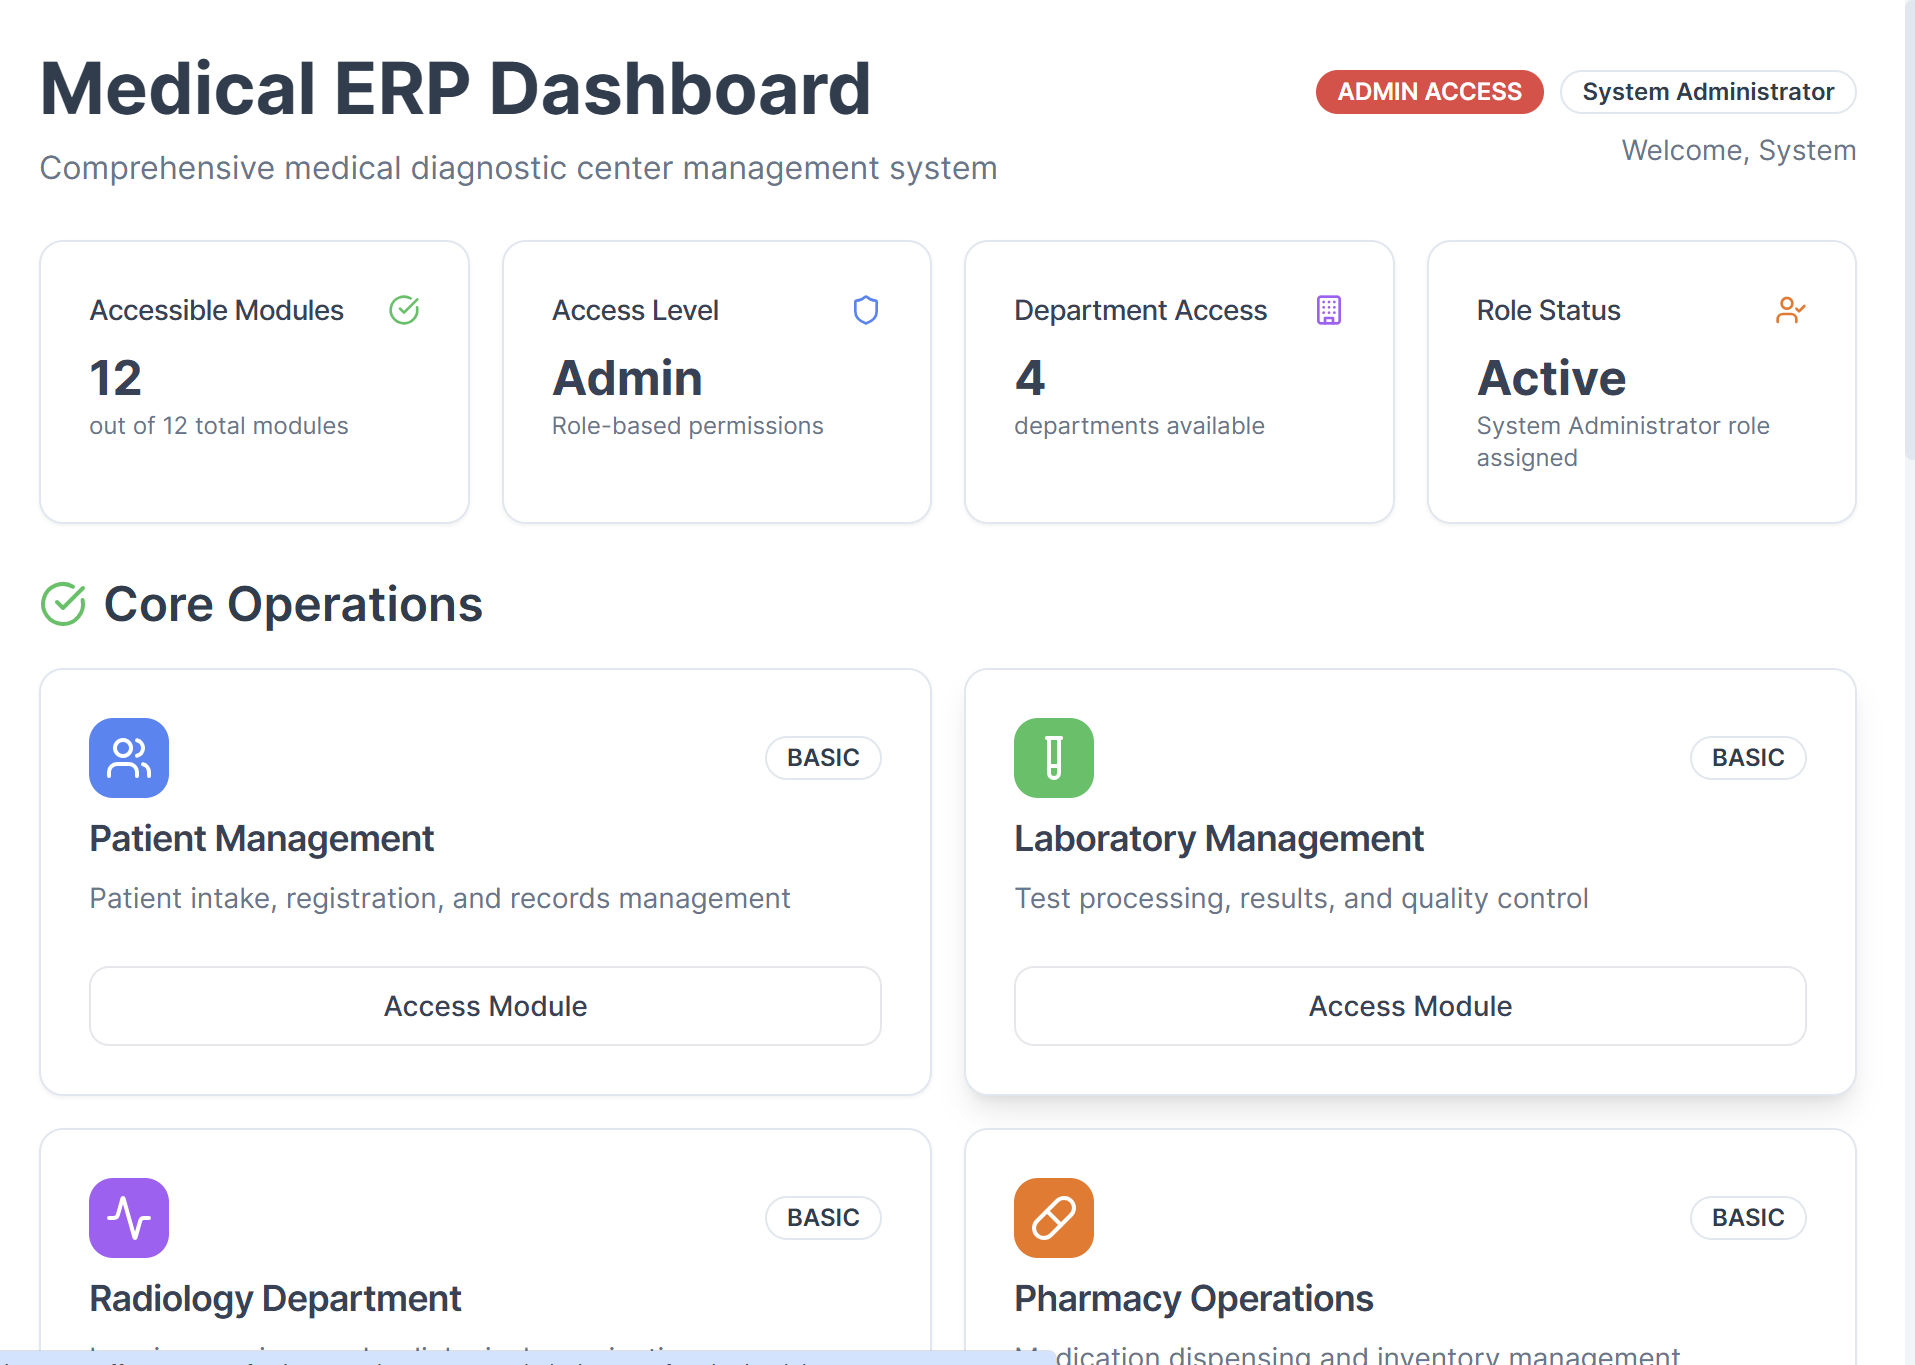 Medical ERP Dashboard
ADMIN ACCESS
System Administrator
Comprehensive medical diagnostic center management system
Welcome, System
Accessible Modules
12
out of 12 total modules
Access Level
Admin
Role-based permissions
Department Access
4
departments available
Role Status
Active
System Administrator role
assigned
Core Operations
BASIC
Patient Management
Patient intake, registration, and records management
Access Module
BASIC
Laboratory Management
Test processing, results, and quality control
Access Module
BASIC
Radiology Department
BASIC
Pharmacy Operations
dispensing and inventory management